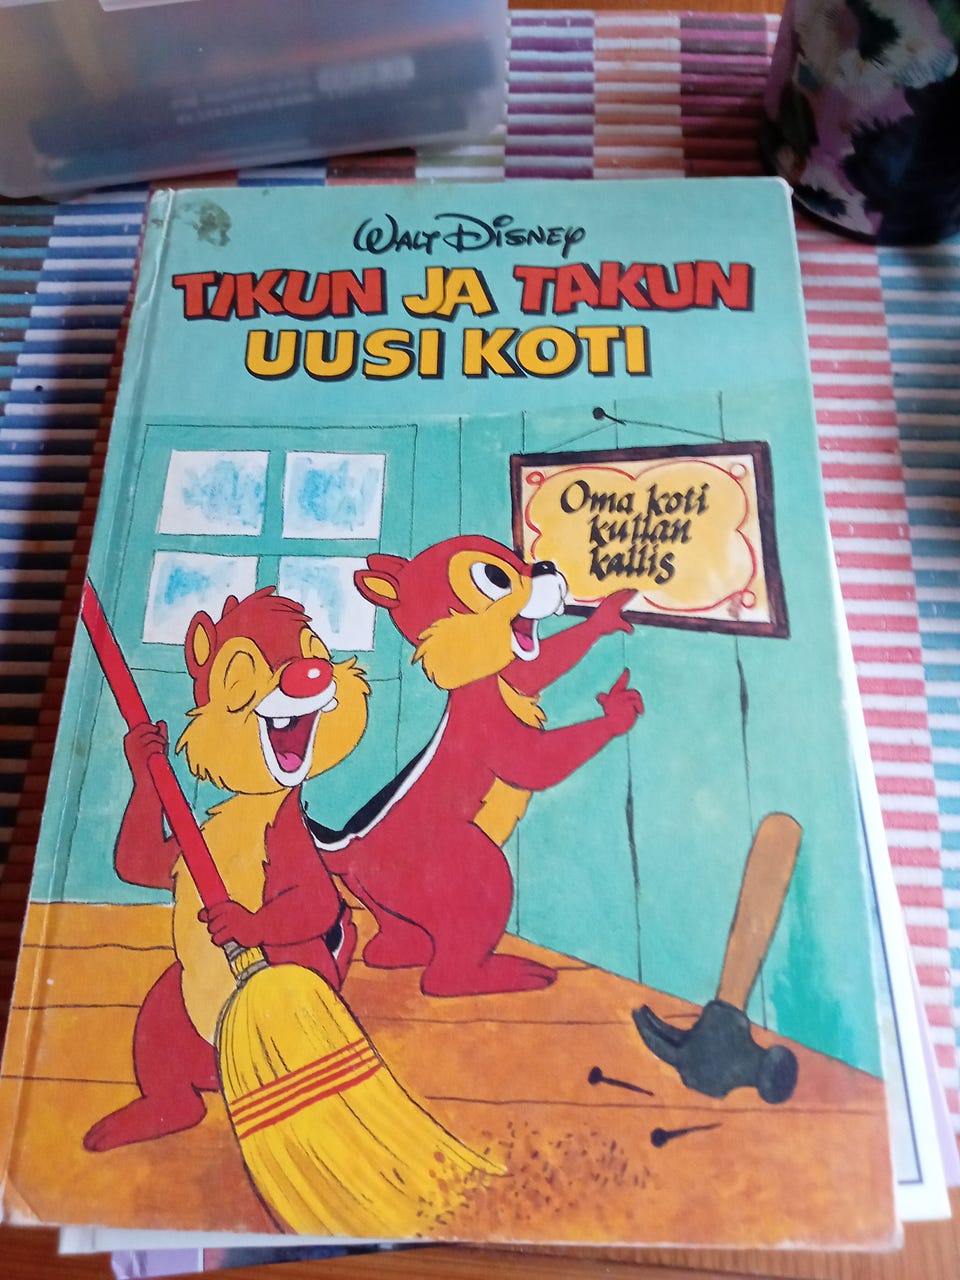 WALT DISNEY
TIKUN JA TAKUN
UUSI KOTI
Oma koti
kullan
kallis